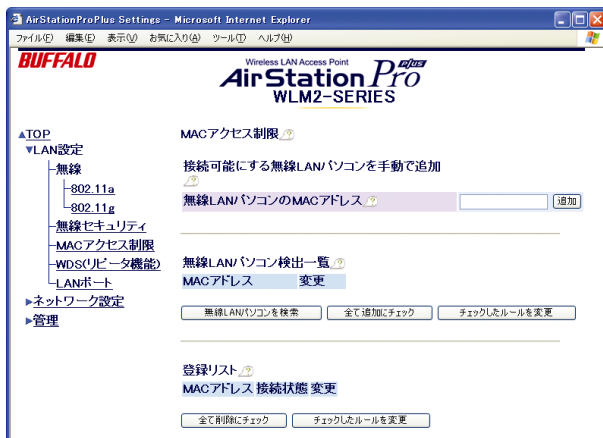 AirStationProPlus Settings - Microsoft Internet Explorer
ファイル(F) 編集(E) 表示(V) お気に入り(A) ツール(T) ヘルプ(H)
BUFFALO
Wireless LAN Access Point
AirStation Pro plus
WLM2-SERIES
▲TOP
▼LAN設定
無線
802.11a
802.11g
無線セキュリティ
MACアクセス制限
WDS(リピータ機能)
LANポート
▶ネットワーク設定
▶管理
MACアクセス制限 ?
接続可能にする無線LANパソコンを手動で追加
?
無線LANパソコンのMACアドレス ? 追加
無線LANパソコン検出一覧 ?
MACアドレス 変更
無線LANパソコンを検索 全て追加にチェック チェックしたルールを変更
登録リスト ?
MACアドレス 接続状態 変更
全て削除にチェック チェックしたルールを変更